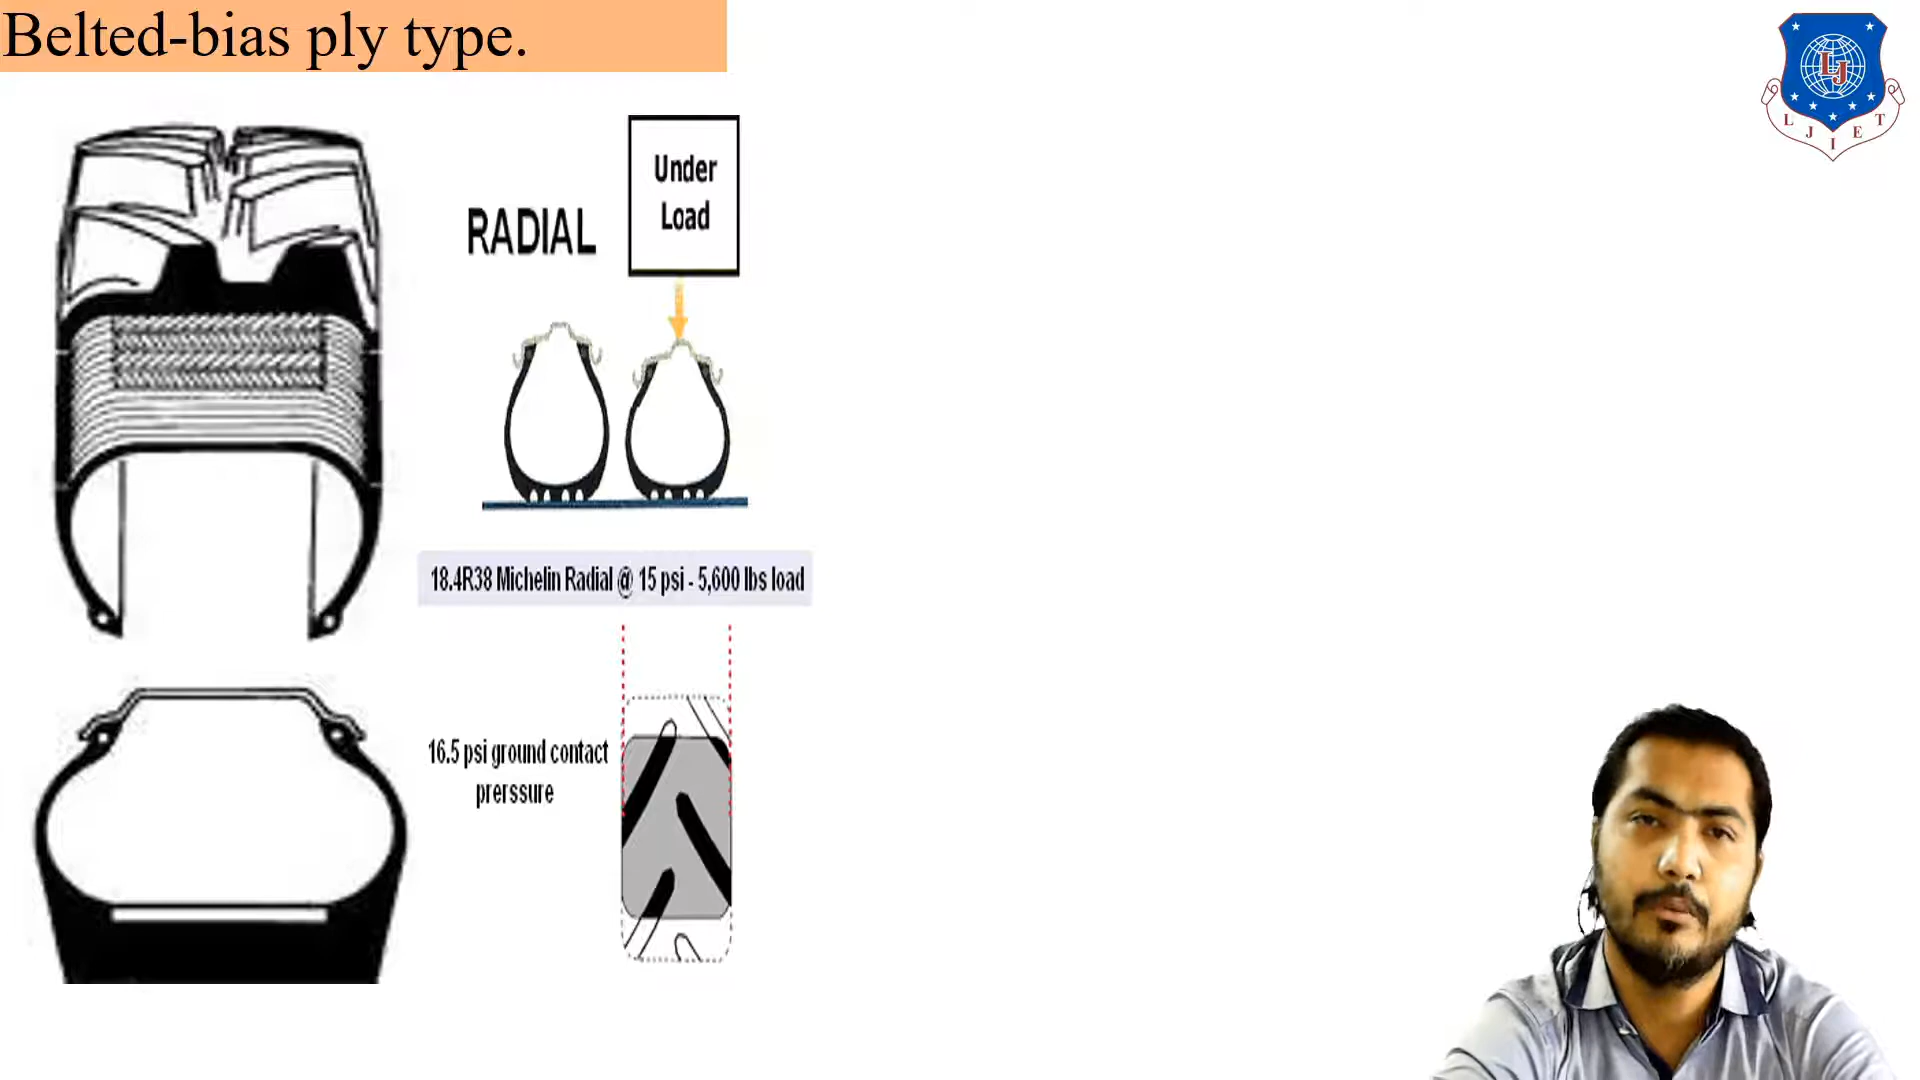 Belted-bias ply type.
Under
Load
RADIAL
18.4R38 Michelin Radial @ 15 psi - 5,600 lbs load
16.5 psi ground contact
prerssure
LJ
L J I E T